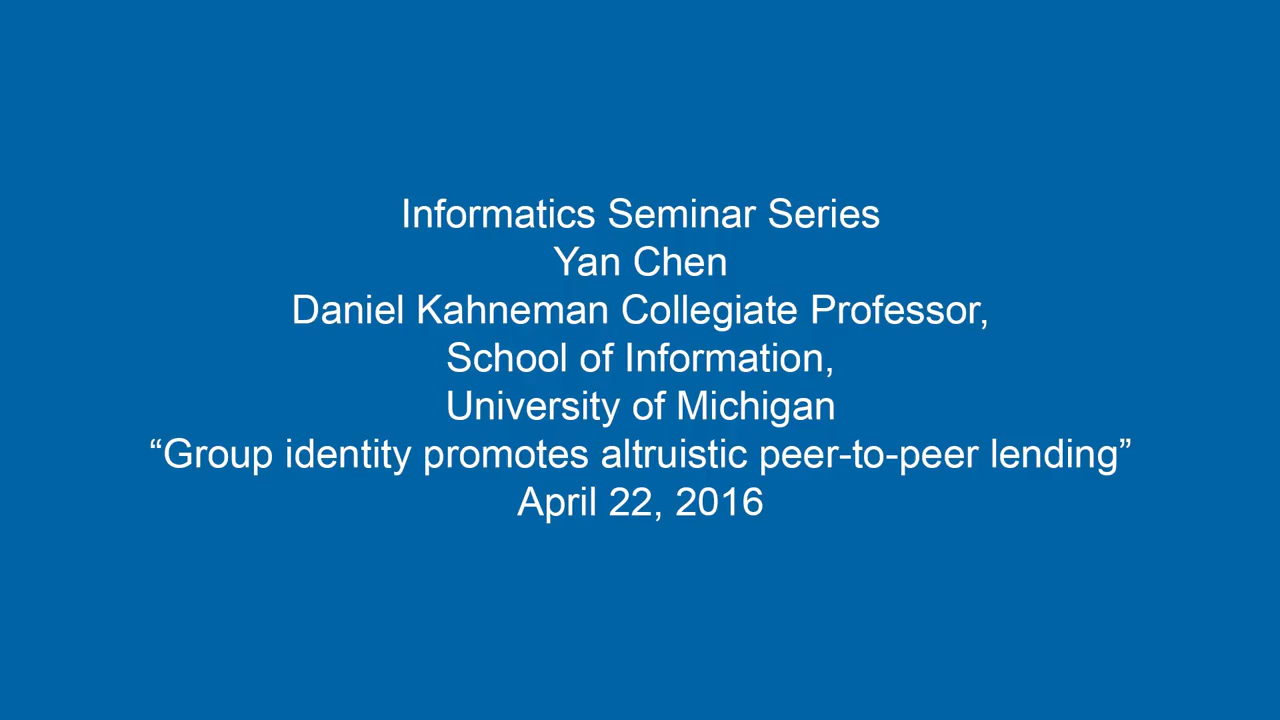 Informatics Seminar Series
Yan Chen
Daniel Kahneman Collegiate Professor,
School of Information,
University of Michigan
“Group identity promotes altruistic peer-to-peer lending”
April 22, 2016